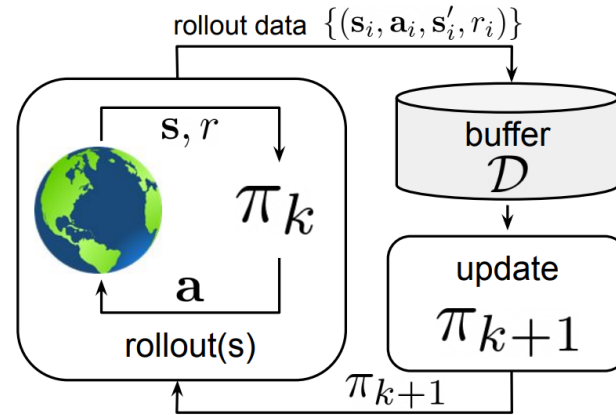 rollout data {(s_i, a_i, s'_i, r_i)}
s, r
π_k
a
rollout(s)
buffer
𝒟
update
π_{k+1}
π_{k+1}